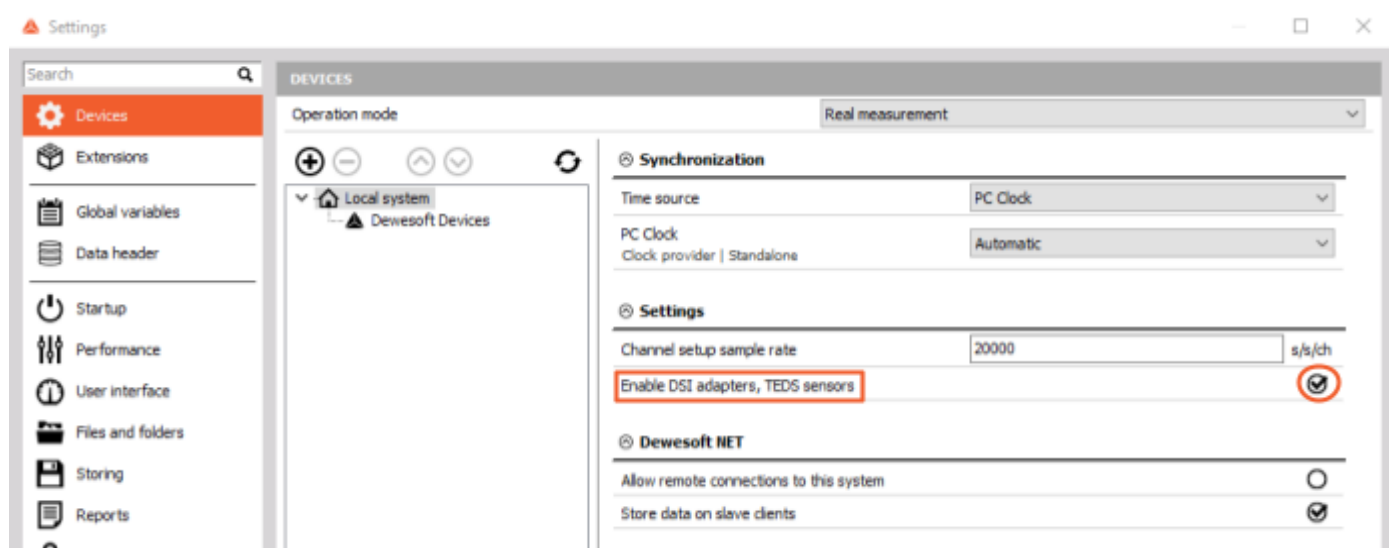 Settings
Search
DEVICES
Devices
Operation mode
Real measurement
Extensions
Synchronization
Local system
Time source
PC Clock
Global variables
Dewesoft Devices
PC Clock
Automatic
Clock provider | Standalone
Data header
Startup
Settings
Performance
Channel setup sample rate
20000
s/s/ch
User interface
Enable DSI adapters, TEDS sensors
Files and folders
Dewesoft NET
Storing
Allow remote connections to this system
Reports
Store data on slave clients